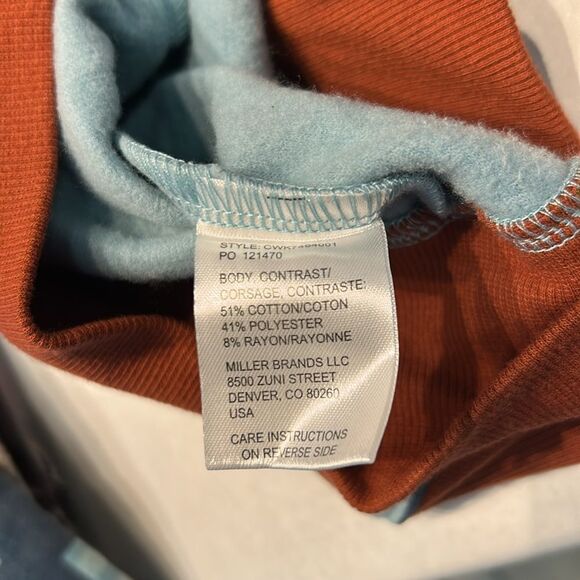 STYLE:
PO 121470
BODY, CONTRAST/
CORSAGE, CONTRASTE:
51% COTTON/COTON
41% POLYESTER
8% RAYON/RAYONNE
MILLER BRANDS LLC
8500 ZUNI STREET
DENVER, CO 80260
USA
CARE INSTRUCTIONS
ON REVERSE SIDE